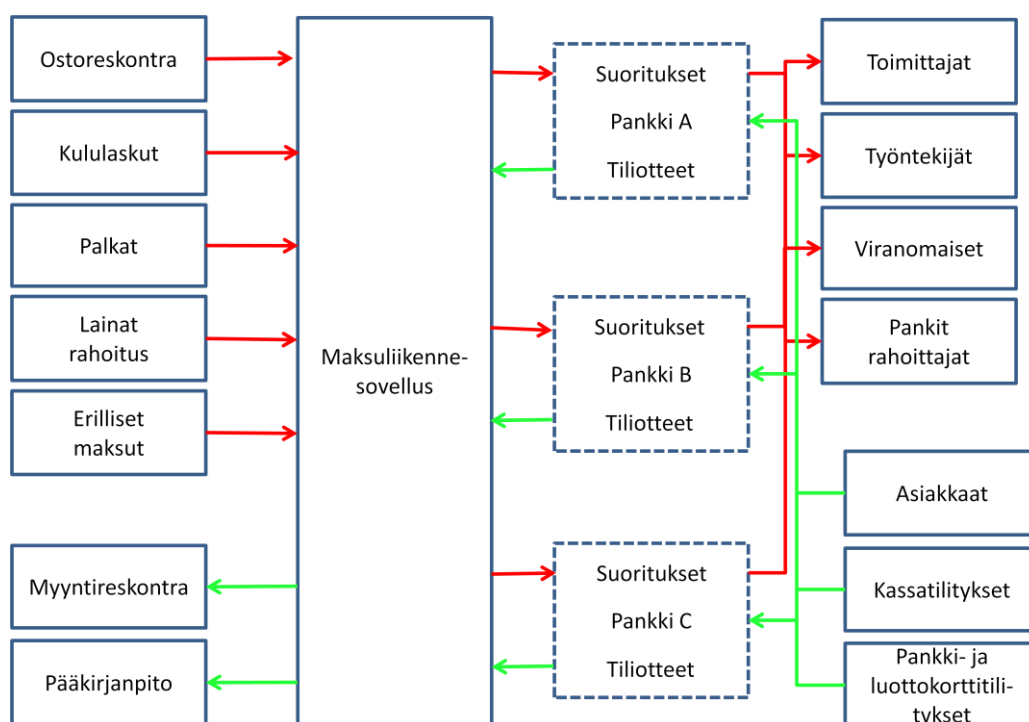 Ostoreskontra
Kululaskut
Palkat
Lainat
rahoitus
Erilliset
maksut
Myyntireskontra
Pääkirjanpito
Maksuliikenne-
sovellus
Suoritukset
Pankki A
Tiliotteet
Suoritukset
Pankki B
Tiliotteet
Suoritukset
Pankki C
Tiliotteet
Toimittajat
Työntekijät
Viranomaiset
Pankit
rahoittajat
Asiakkaat
Kassatilitykset
Pankki- ja
luottokorttitili-
tykset